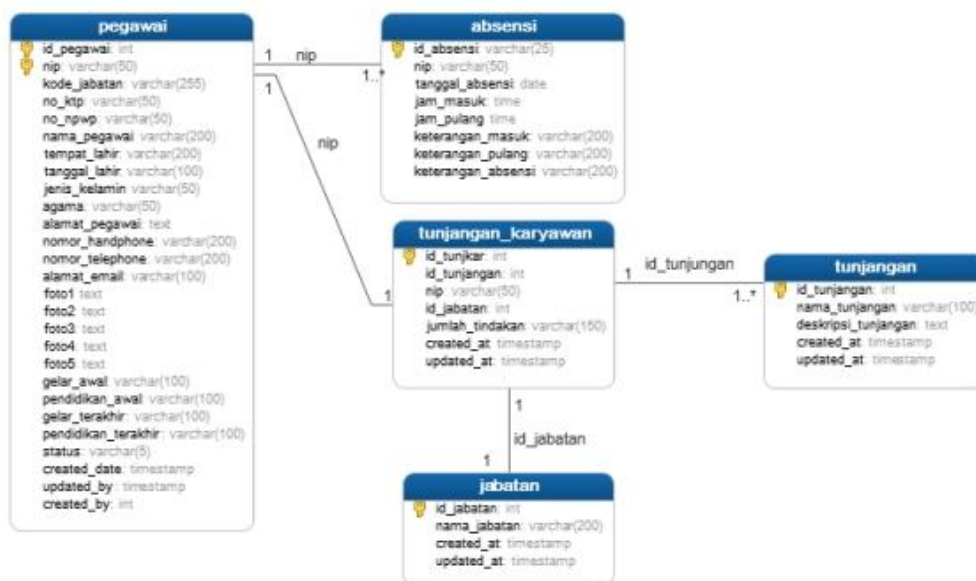 pegawai
id_pegawai: int
nip: varchar(50)
kode_jabatan: varchar(255)
no_ktp: varchar(50)
no_npwp: varchar(50)
nama_pegawai: varchar(200)
tempat_lahir: varchar(200)
tanggal_lahir: varchar(100)
jenis_kelamin: varchar(50)
agama: varchar(50)
alamat_pegawai: text
nomor_handphone: varchar(200)
nomor_telephone: varchar(200)
alamat_email: varchar(100)
foto1: text
foto2: text
foto3: text
foto4: text
foto5: text
gelar_awal: varchar(100)
pendidikan_awal: varchar(100)
gelar_terakhir: varchar(100)
pendidikan_terakhir: varchar(100)
status: varchar(5)
created_date: timestamp
updated_by: timestamp
created_by: int
1 nip 1..*
1
nip
1
absensi
id_absensi: varchar(25)
nip: varchar(50)
tanggal_absensi: date
jam_masuk: time
jam_pulang: time
keterangan_masuk: varchar(200)
keterangan_pulang: varchar(200)
keterangan_absensi: varchar(200)
tunjangan_karyawan
id_tunjkar: int
id_tunjangan: int
nip: varchar(50)
id_jabatan: int
jumlah_tindakan: varchar(150)
created_at: timestamp
updated_at: timestamp
1 id_tunjungan 1..*
tunjangan
id_tunjangan: int
nama_tunjangan: varchar(100)
deskripsi_tunjangan: text
created_at: timestamp
updated_at: timestamp
1
id_jabatan
1
jabatan
id_jabatan: int
nama_jabatan: varchar(200)
created_at: timestamp
updated_at: timestamp